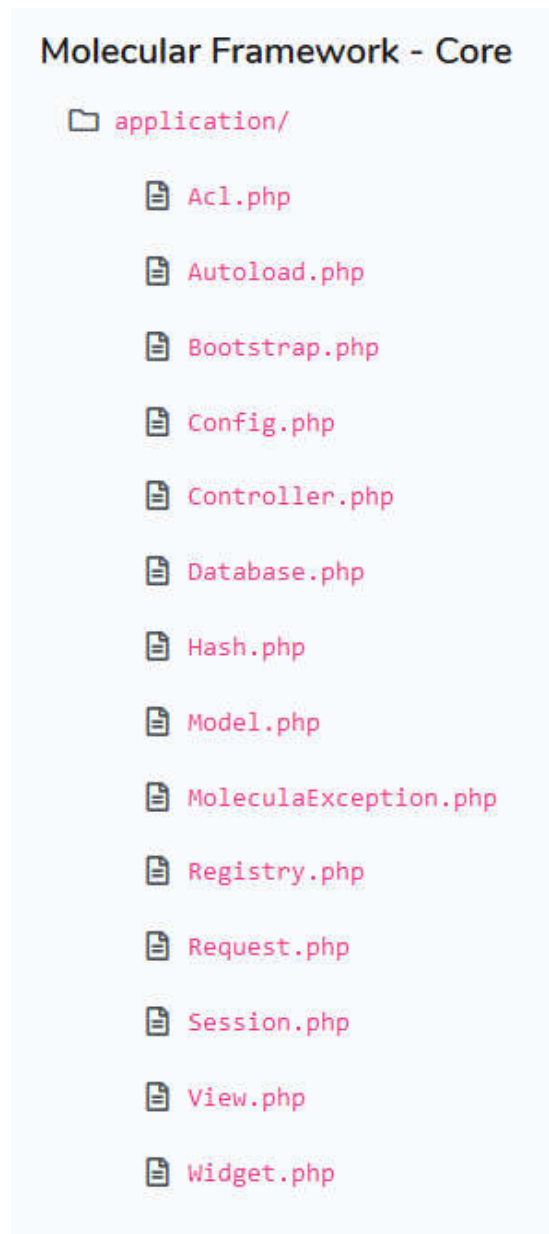 Molecular Framework - Core
application/
Acl.php
Autoload.php
Bootstrap.php
Config.php
Controller.php
Database.php
Hash.php
Model.php
MoleculaException.php
Registry.php
Request.php
Session.php
View.php
Widget.php